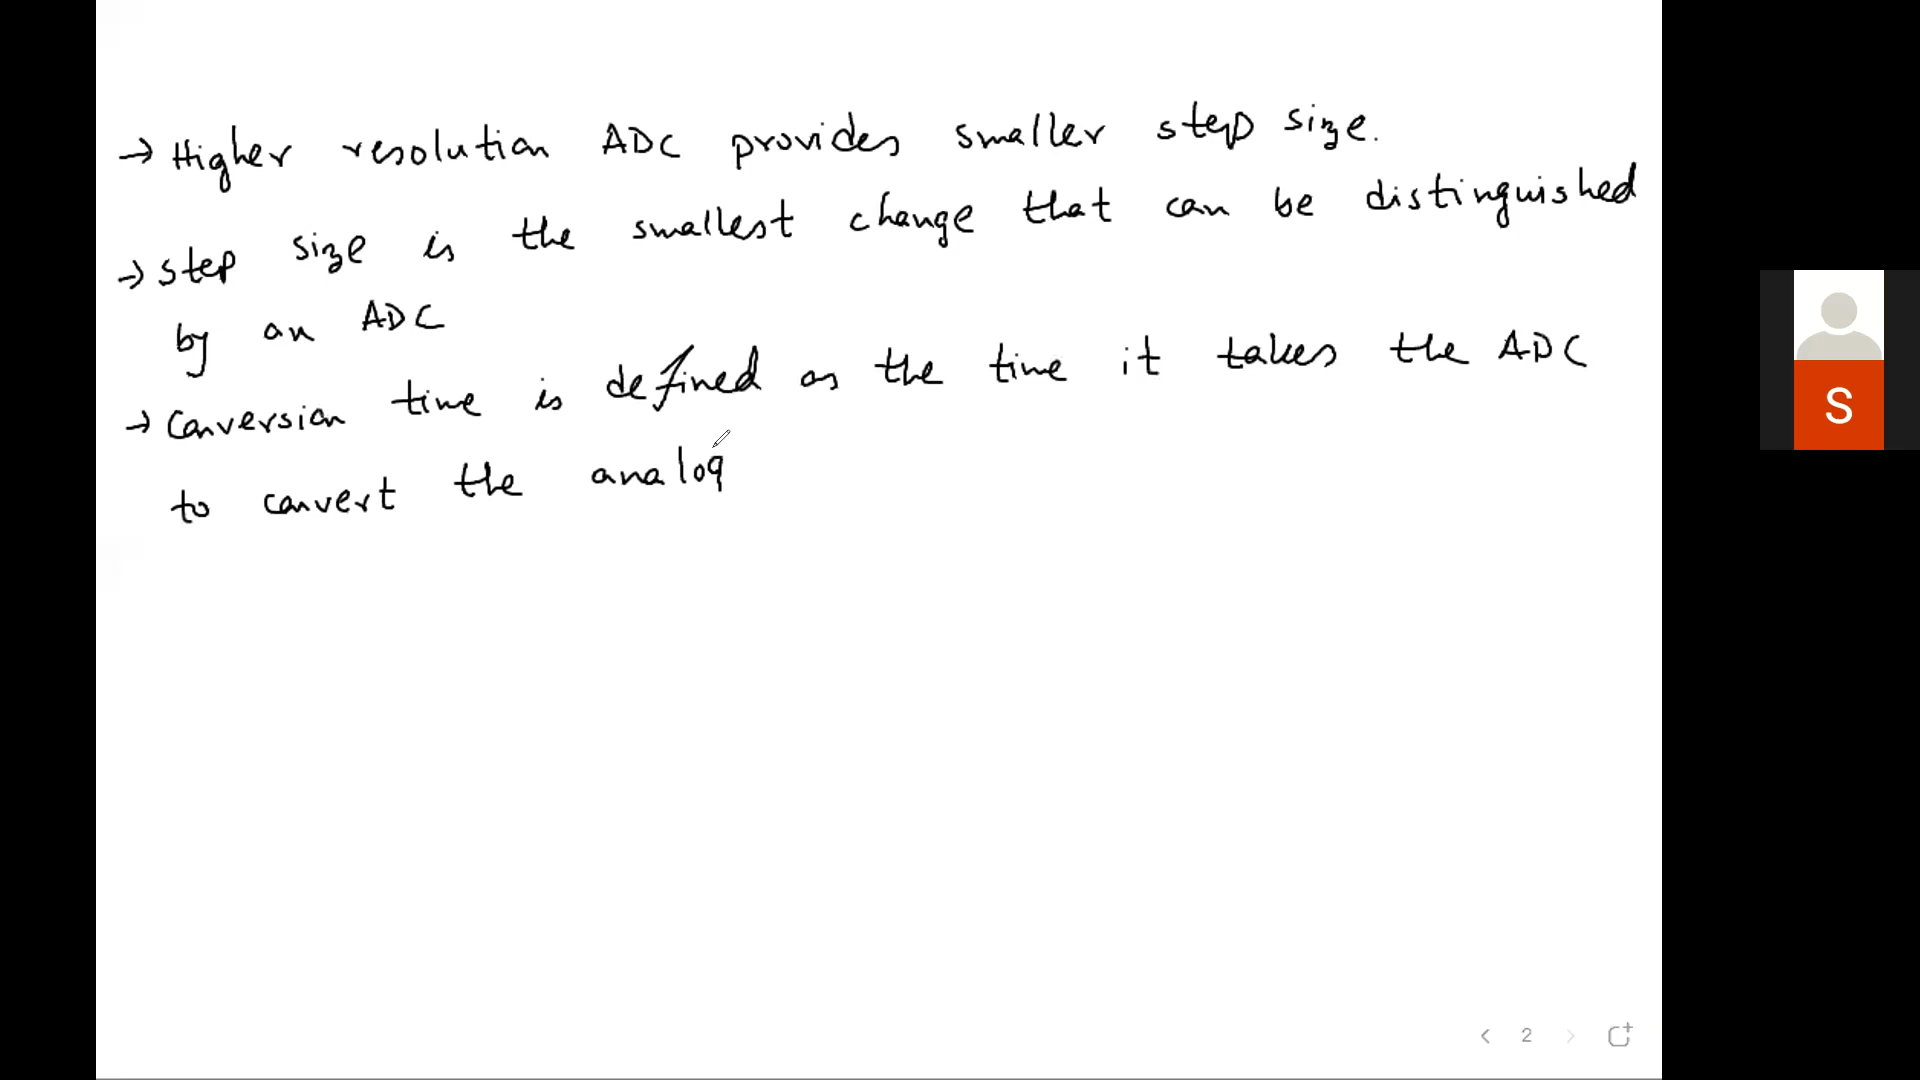 → Higher resolution ADC provides smaller step size.
→ step size is the smallest change that can be distinguished
by an ADC
→ Conversion time is defined as the time it takes the ADC
to convert the analog
S
2